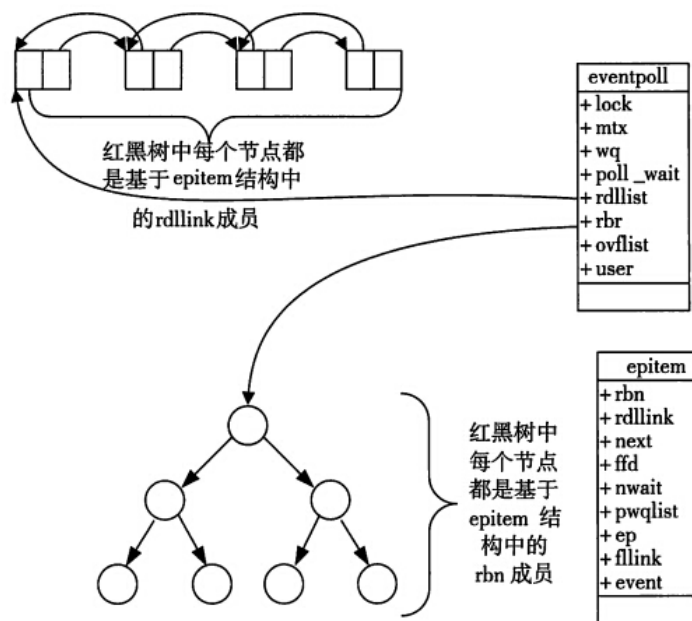 红黑树中每个节点都
是基于epitem结构中
的rdllink成员
eventpoll
+lock
+mtx
+wq
+poll_wait
+rdllist
+rbr
+ovflist
+user
红黑树中
每个节点
都是基于
epitem 结
构中的
rbn 成员
epitem
+rbn
+rdllink
+next
+ffd
+nwait
+pwqlist
+ep
+fllink
+event